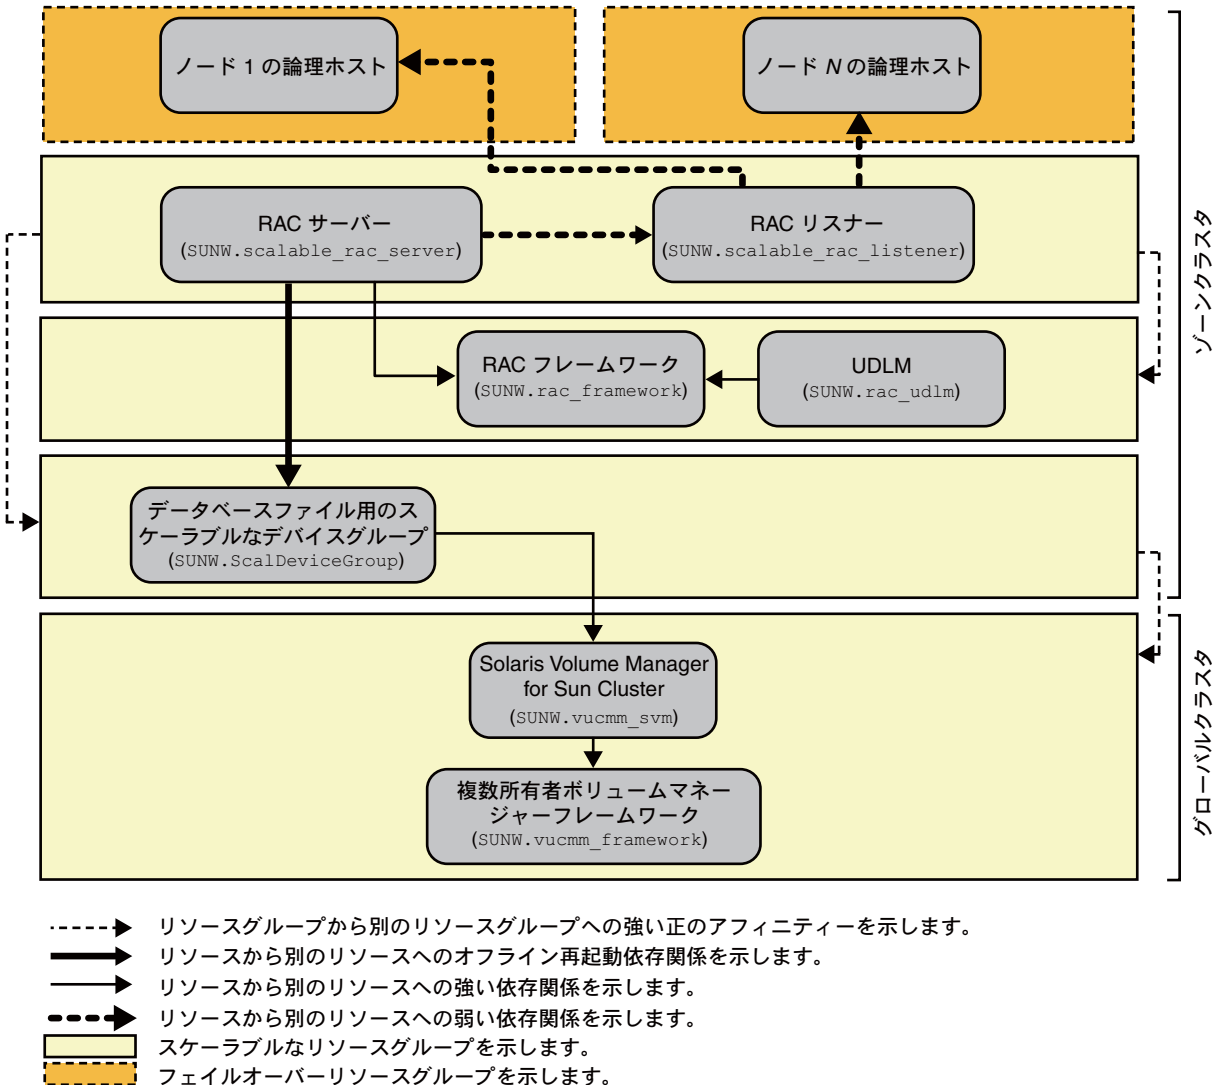 ノード 1 の論理ホスト
ノード N の論理ホスト
RAC サーバー
(SUNW.scalable_rac_server)
RAC リスナー
(SUNW.scalable_rac_listener)
RAC フレームワーク
(SUNW.rac_framework)
UDLM
(SUNW.rac_udlm)
データベースファイル用のス
ケーラブルなデバイスグループ
(SUNW.ScalDeviceGroup)
ゾーンクラスタ
Solaris Volume Manager
for Sun Cluster
(SUNW.vucmm_svm)
複数所有者ボリュームマネー
ジャーフレームワーク
(SUNW.vucmm_framework)
グローバルクラスタ
リソースグループから別のリソースグループへの強い正のアフィニティーを示します。
リソースから別のリソースへのオフライン再起動依存関係を示します。
リソースから別のリソースへの強い依存関係を示します。
リソースから別のリソースへの弱い依存関係を示します。
スケーラブルなリソースグループを示します。
フェイルオーバーリソースグループを示します。